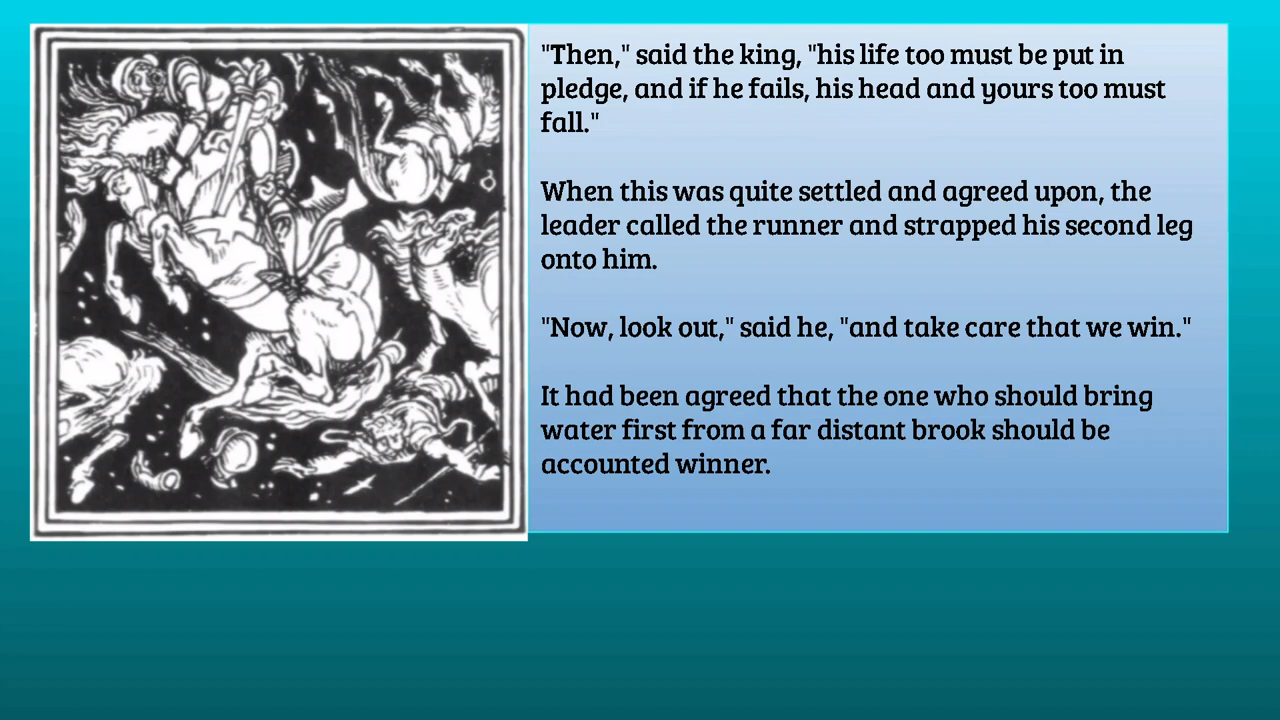 "Then," said the king, "his life too must be put in
pledge, and if he fails, his head and yours too must
fall."
When this was quite settled and agreed upon, the
leader called the runner and strapped his second leg
onto him.
"Now, look out," said he, "and take care that we win."
It had been agreed that the one who should bring
water first from a far distant brook should be
accounted winner.